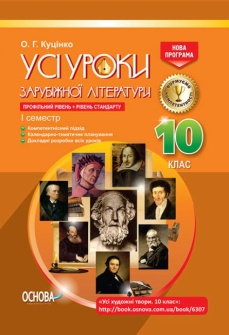 О. Г. Куцінко
НОВА
ПРОГРАМА
УСІ УРОКИ
ЗАРУБІЖНОЇ ЛІТЕРАТУРИ
ПРОФІЛЬНИЙ РІВЕНЬ + РІВЕНЬ СТАНДАРТУ
І семестр
Компетентнісний підхід
Календарно-тематичне планування
Докладні розробки всіх уроків
10
КЛАС
ОСНОВА
«Усі художні твори. 10 клас»:
http://book.osnova.com.ua/book/6307